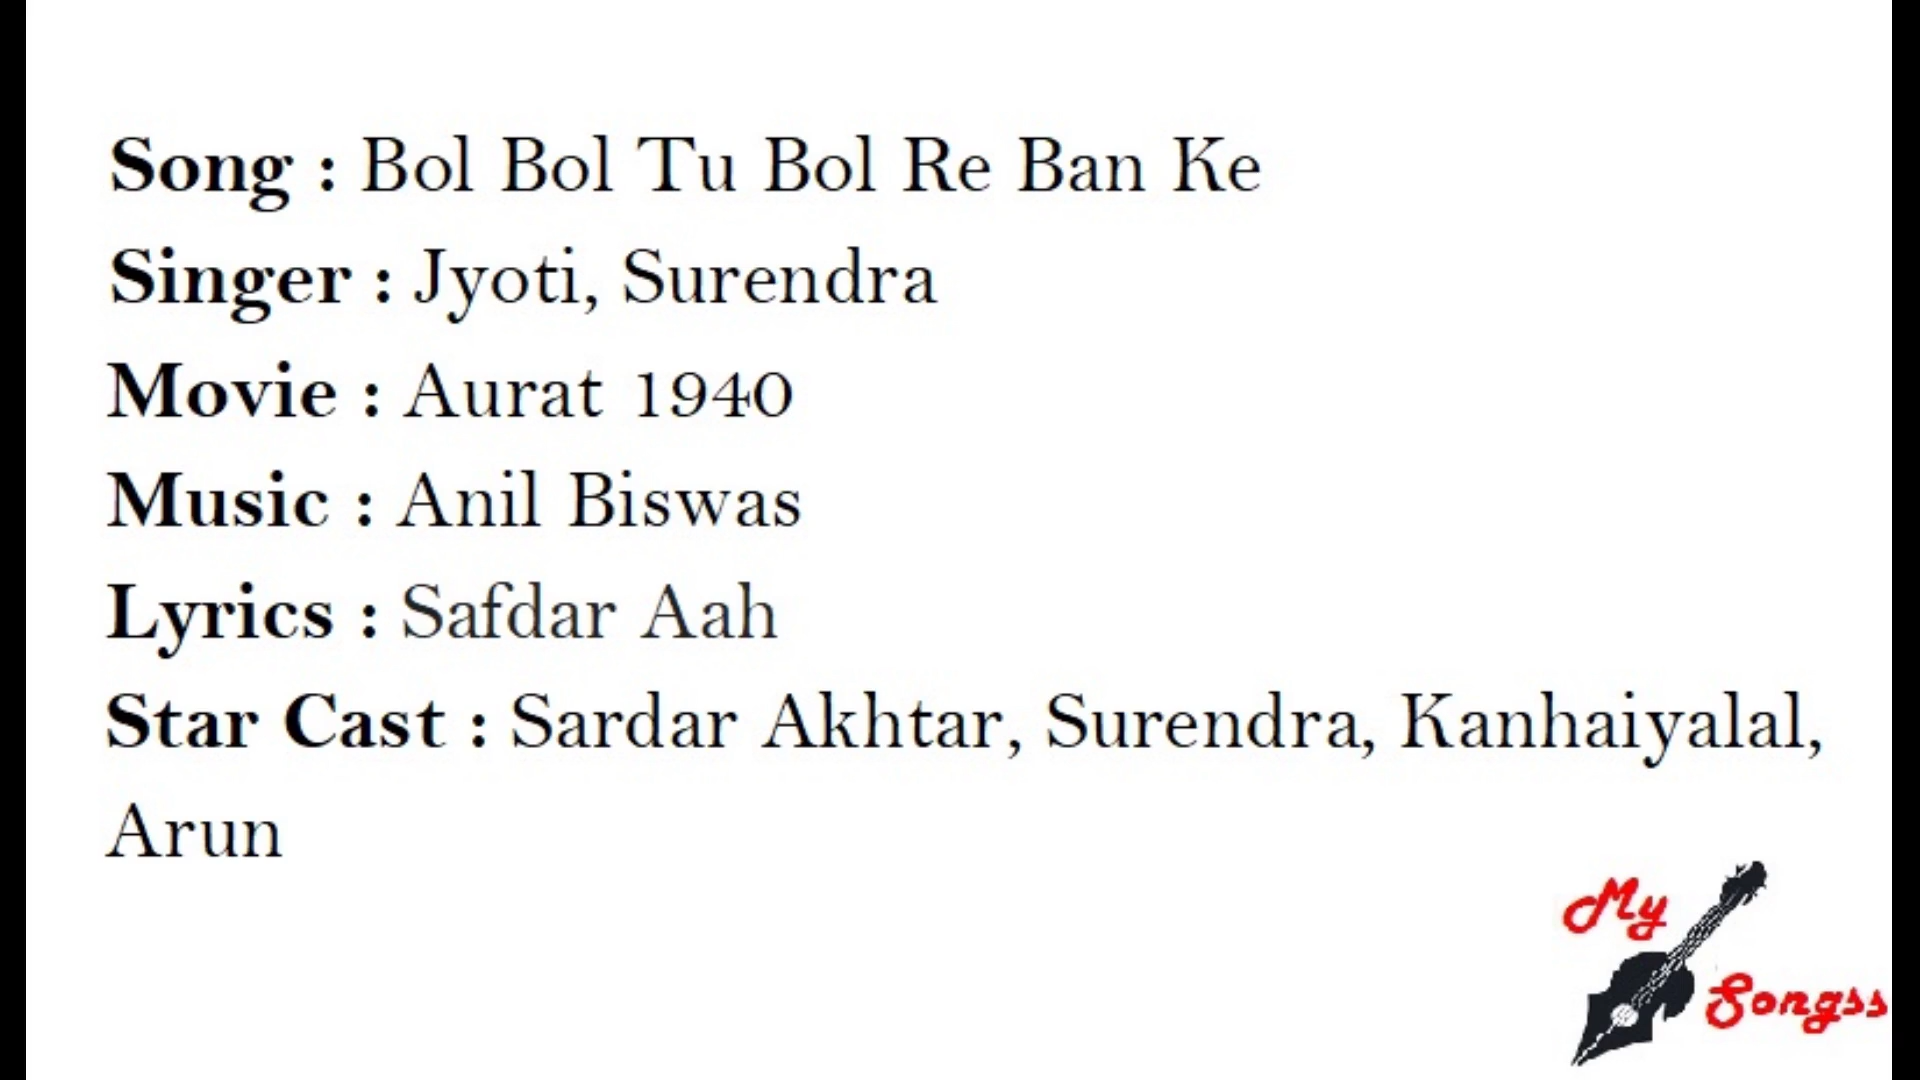 Song : Bol Bol Tu Bol Re Ban Ke
Singer : Jyoti, Surendra
Movie : Aurat 1940
Music : Anil Biswas
Lyrics : Safdar Aah
Star Cast : Sardar Akhtar, Surendra, Kanhaiyalal,
Arun
My
Songss